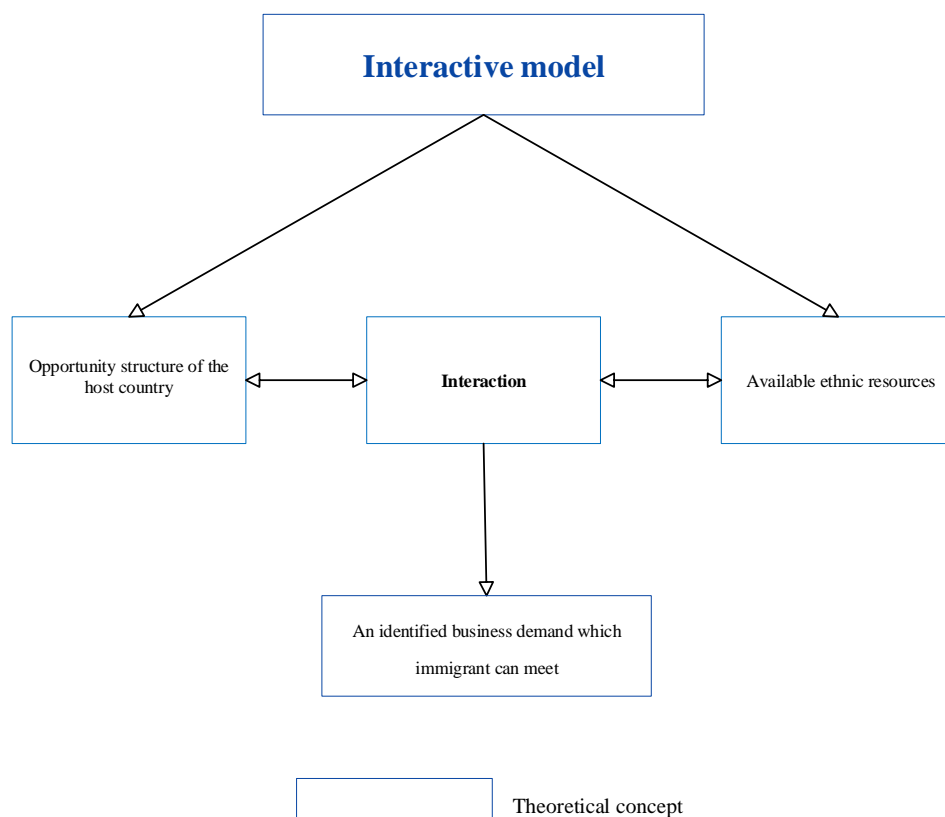 Interactive model
Opportunity structure of the
host country
Interaction
Available ethnic resources
An identified business demand which
immigrant can meet
Theoretical concept